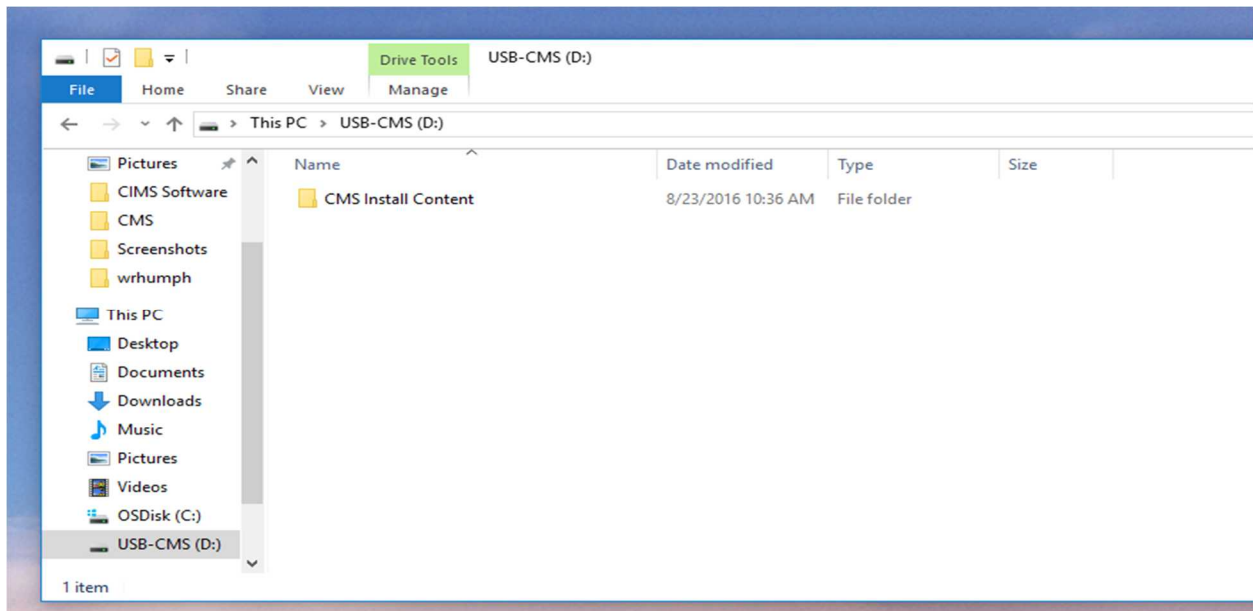 Drive Tools USB-CMS (D:)
File Home Share View Manage
This PC > USB-CMS (D:)
Name Date modified Type Size
CMS Install Content 8/23/2016 10:36 AM File folder
Pictures
CIMS Software
CMS
Screenshots
wrhumph
This PC
Desktop
Documents
Downloads
Music
Pictures
Videos
OSDisk (C:)
USB-CMS (D:)
1 item